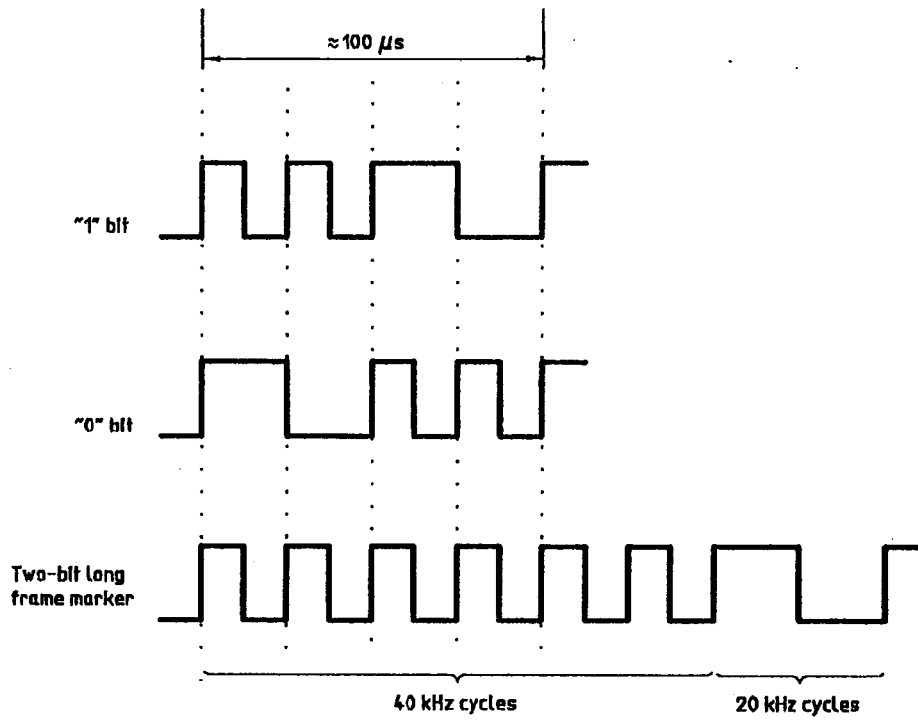 ≈100 µs
"1" bit
"0" bit
Two-bit long
frame marker
40 kHz cycles
20 kHz cycles